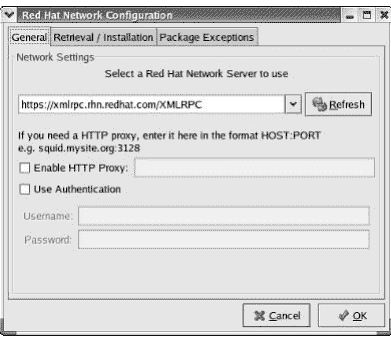 Red Hat Network Configuration
General Retrieval / Installation Package Exceptions
Network Settings
Select a Red Hat Network Server to use
https://xmlrpc.rhn.redhat.com/XMLRPC Refresh
If you need a HTTP proxy, enter it here in the format HOST:PORT
e.g. squid.mysite.org:3128
Enable HTTP Proxy:
Use Authentication
Username:
Password:
Cancel OK